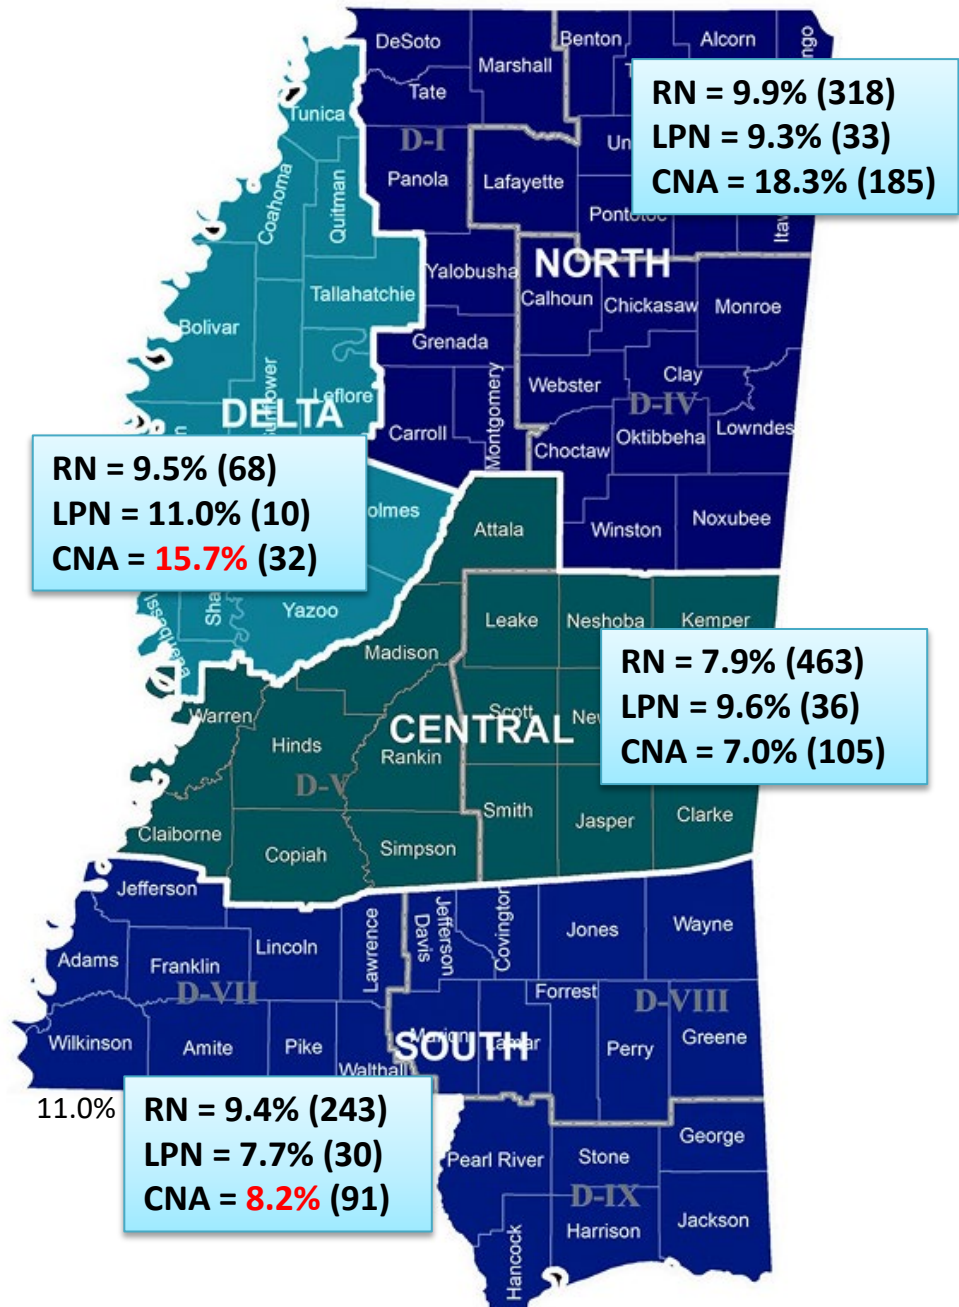 DeSoto
Benton
Alcorn
Marshall
Tate
Tunica
D-I
Panola
Lafayette
Coahoma
Quitman
RN = 9.9% (318)
LPN = 9.3% (33)
CNA = 18.3% (185)
NORTH
Yalobusha
Tallahatchie
Calhoun
Chickasaw
Monroe
Bolivar
Grenada
Webster
Clay
Leflore
DELTA
D-IV
Carroll
Montgomery
Choctaw
Oktibbeha
Lowndes
RN = 9.5% (68)
LPN = 11.0% (10)
CNA = 15.7% (32)
Attala
Winston
Noxubee
Yazoo
Leake
Neshoba
Kemper
Madison
Warren
Scott
CENTRAL
Hinds
Rankin
D-V
RN = 7.9% (463)
LPN = 9.6% (36)
CNA = 7.0% (105)
Smith
Jasper
Clarke
Claiborne
Copiah
Simpson
Jefferson
Lawrence
Jefferson Davis
Covington
Jones
Wayne
Adams
Franklin
Lincoln
D-VII
Forrest
D-VIII
Wilkinson
Amite
Pike
Walthall
Marion
SOUTH
Lamar
Perry
Greene
11.0%
RN = 9.4% (243)
LPN = 7.7% (30)
CNA = 8.2% (91)
Pearl River
Stone
George
D-IX
Hancock
Harrison
Jackson